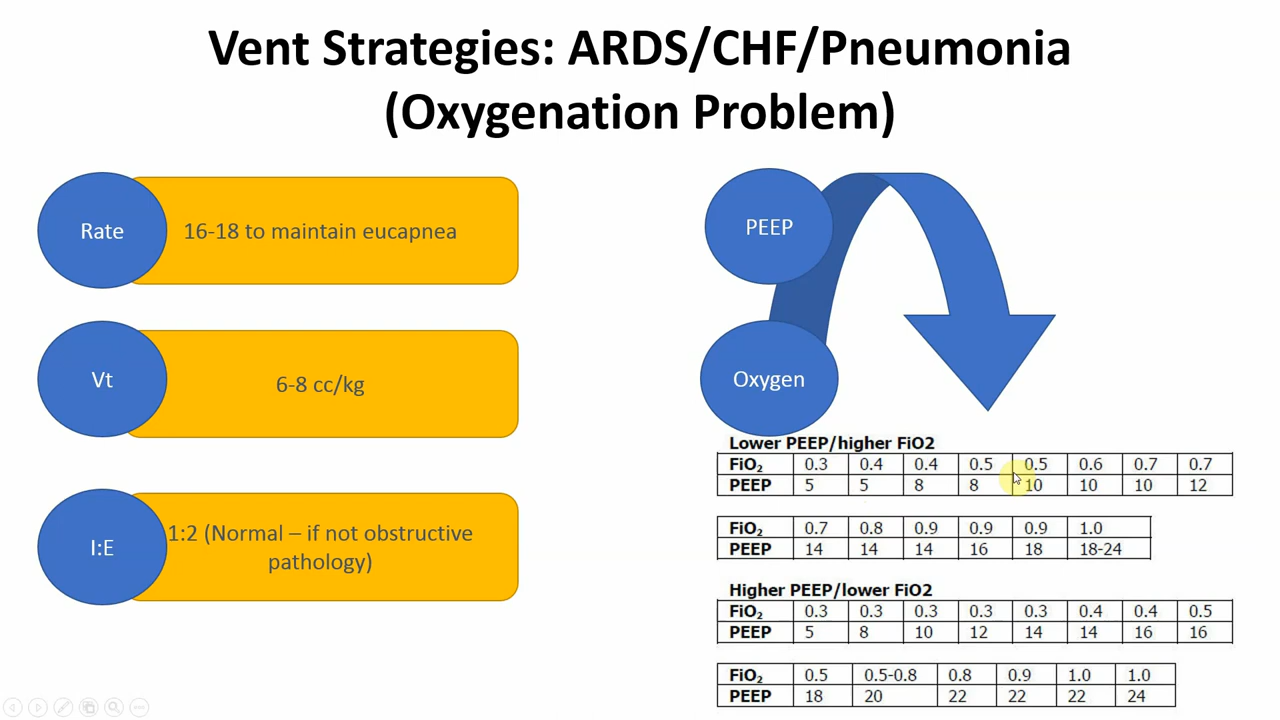 Vent Strategies: ARDS/CHF/Pneumonia
(Oxygenation Problem)
Rate
16-18 to maintain eucapnea
Vt
6-8 cc/kg
I:E
1:2 (Normal – if not obstructive
pathology)
PEEP
Oxygen
Lower PEEP/higher FiO2
FiO₂ 0.3 0.4 0.4 0.5 0.5 0.6 0.7 0.7
PEEP 5 5 8 8 10 10 10 12
FiO₂ 0.7 0.8 0.9 0.9 0.9 1.0
PEEP 14 14 14 16 18 18-24
Higher PEEP/lower FiO2
FiO₂ 0.3 0.3 0.3 0.3 0.3 0.4 0.4 0.5
PEEP 5 8 10 12 14 14 16 16
FiO₂ 0.5 0.5-0.8 0.8 0.9 1.0 1.0
PEEP 18 20 22 22 22 24